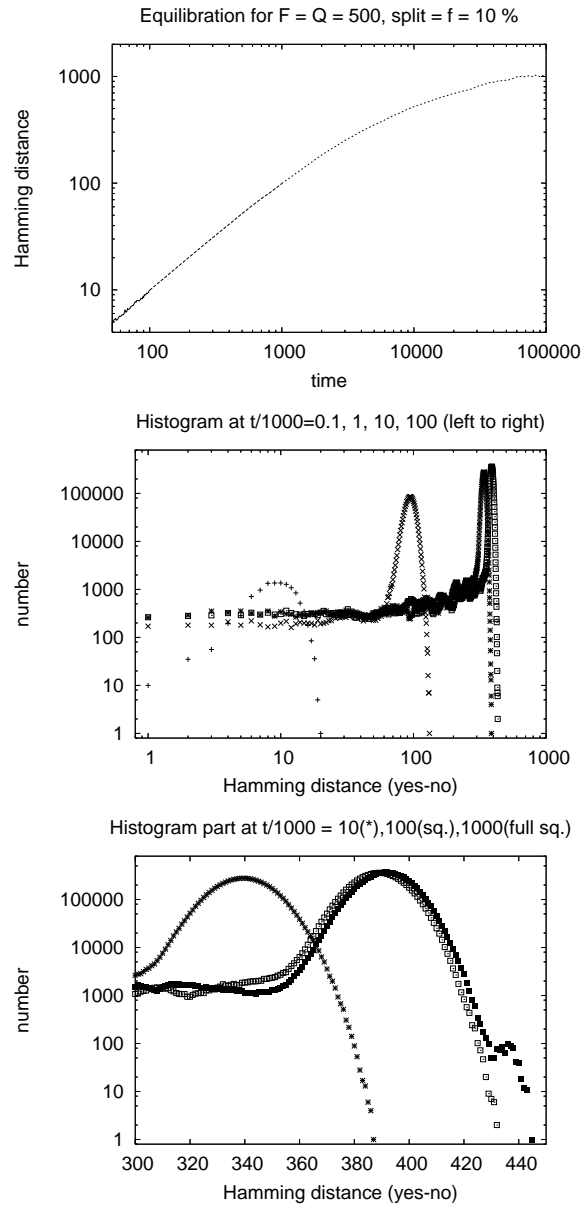 Equilibration for F = Q = 500, split = f = 10 %
1000
100
10
Hamming distance
100 1000 10000 100000
time
Histogram at t/1000=0.1, 1, 10, 100 (left to right)
100000
10000
1000
100
10
1
number
1 10 100 1000
Hamming distance (yes-no)
Histogram part at t/1000 = 10(*),100(sq.),1000(full sq.)
100000
10000
1000
100
10
1
number
300 320 340 360 380 400 420 440
Hamming distance (yes-no)